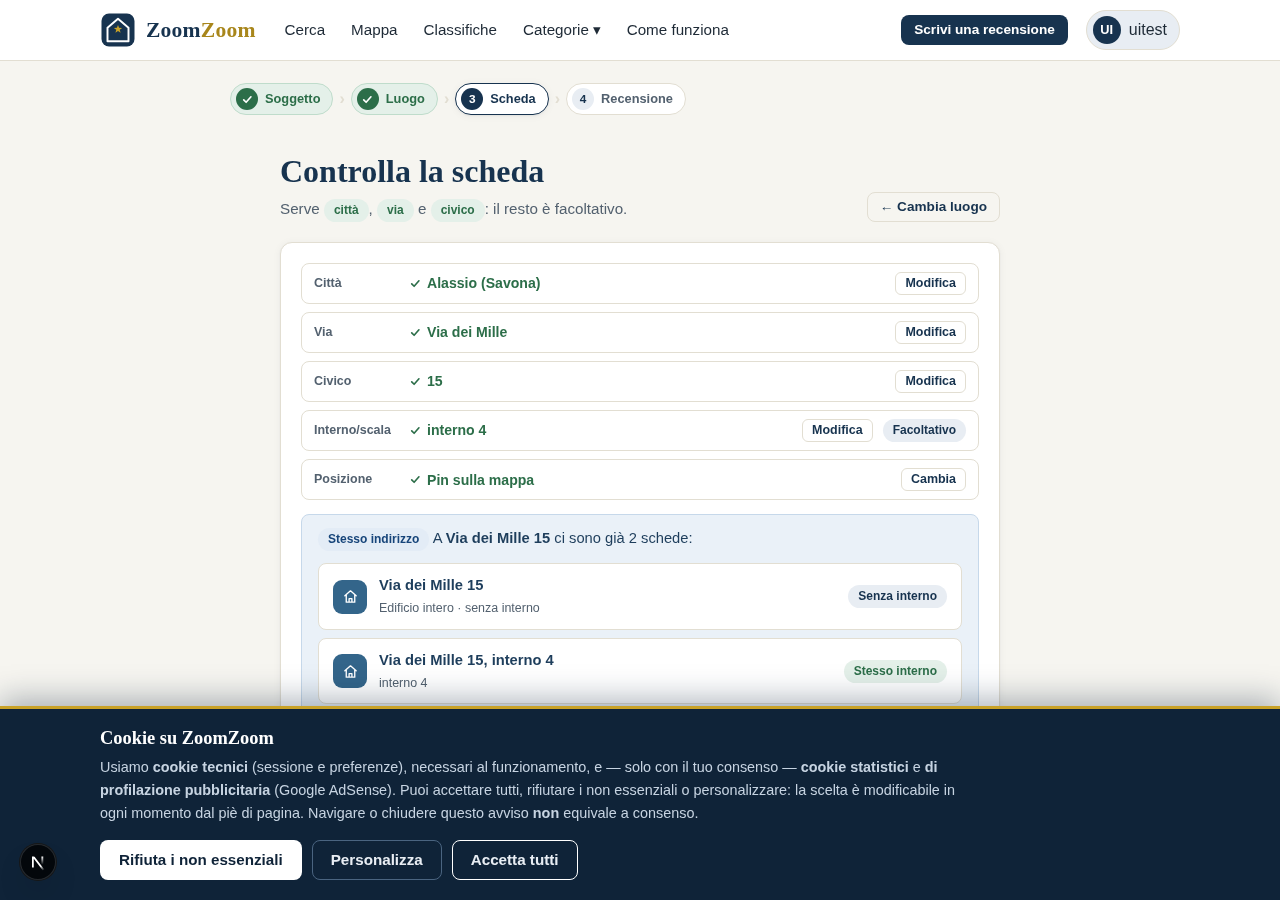 ZoomZoom Cerca Mappa Classifiche Categorie ▾ Come funziona Scrivi una recensione UI uitest
Soggetto › Luogo › 3 Scheda › 4 Recensione
Controlla la scheda
Serve città, via e civico: il resto è facoltativo.
← Cambia luogo
Città ✓ Alassio (Savona) Modifica
Via ✓ Via dei Mille Modifica
Civico ✓ 15 Modifica
Interno/scala ✓ interno 4 Modifica Facoltativo
Posizione ✓ Pin sulla mappa Cambia
Stesso indirizzo A Via dei Mille 15 ci sono già 2 schede:
Via dei Mille 15
Edificio intero · senza interno
Senza interno
Via dei Mille 15, interno 4
interno 4
Stesso interno
Cookie su ZoomZoom
Usiamo cookie tecnici (sessione e preferenze), necessari al funzionamento, e — solo con il tuo consenso — cookie statistici e di
profilazione pubblicitaria (Google AdSense). Puoi accettare tutti, rifiutare i non essenziali o personalizzare: la scelta è modificabile in
ogni momento dal piè di pagina. Navigare o chiudere questo avviso non equivale a consenso.
Rifiuta i non essenziali Personalizza Accetta tutti